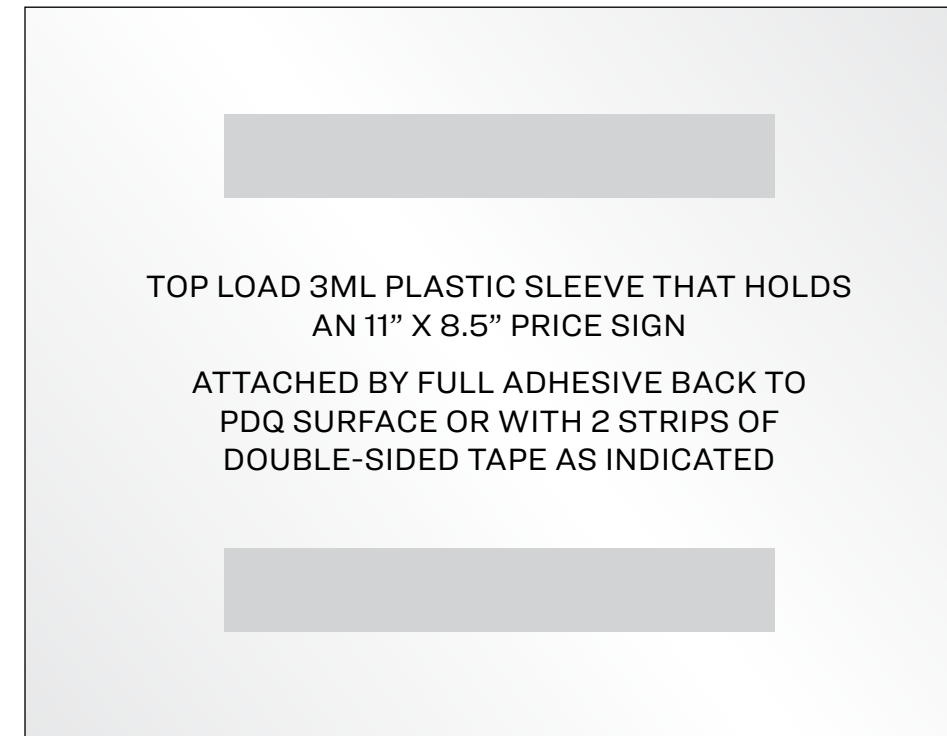 TOP LOAD 3ML PLASTIC SLEEVE THAT HOLDS
AN 11” X 8.5” PRICE SIGN
ATTACHED BY FULL ADHESIVE BACK TO
PDQ SURFACE OR WITH 2 STRIPS OF
DOUBLE-SIDED TAPE AS INDICATED